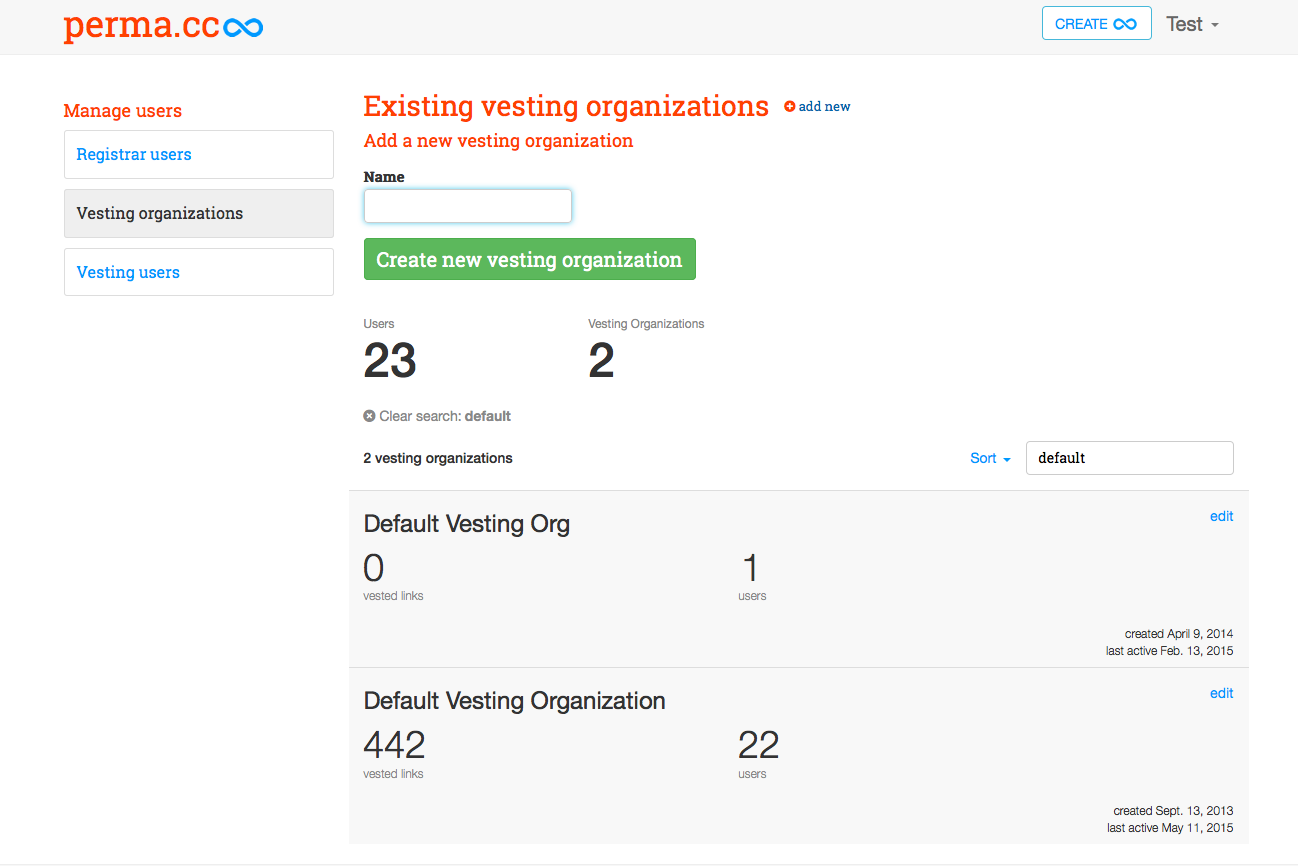 perma.cc
CREATE
Test
Manage users
Registrar users
Vesting organizations
Vesting users
Existing vesting organizations
add new
Add a new vesting organization
Name
Create new vesting organization
Users
Vesting Organizations
23
2
Clear search: default
2 vesting organizations
Sort
default
Default Vesting Org
edit
0
1
vested links
users
created April 9, 2014
last active Feb. 13, 2015
Default Vesting Organization
edit
442
22
vested links
users
created Sept. 13, 2013
last active May 11, 2015